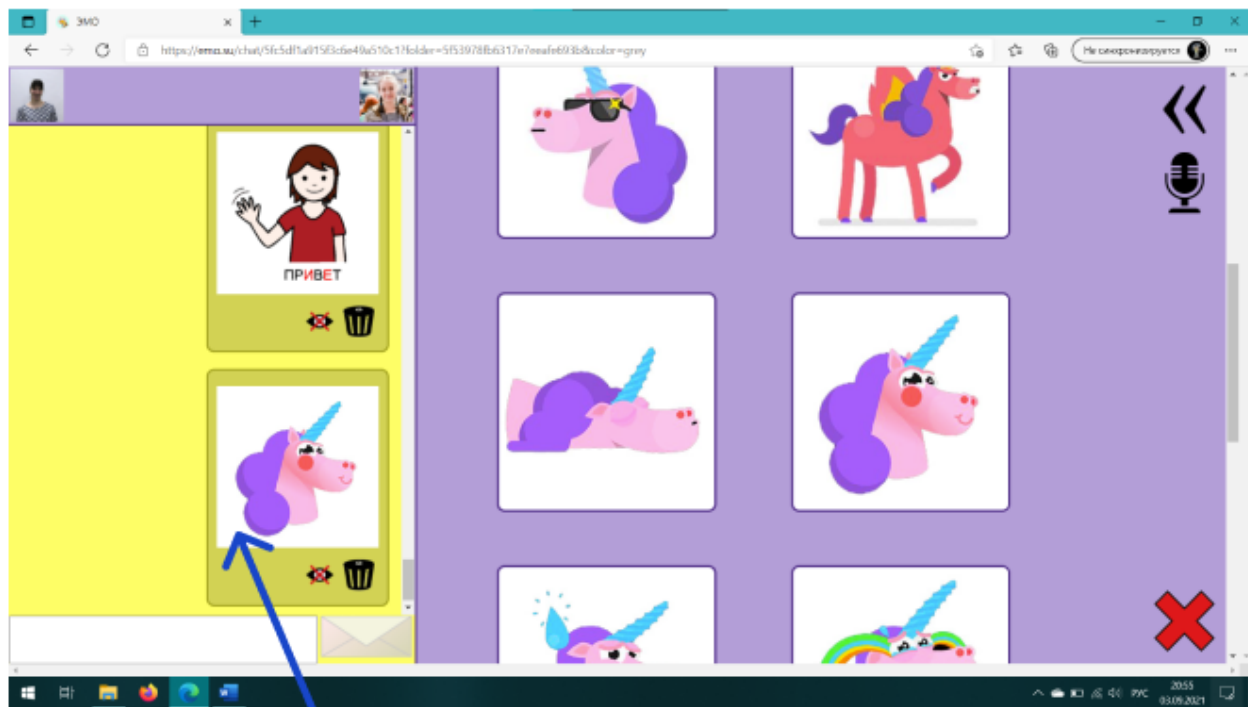 ЭМО
https://emo.su/chat/5fc5df1a915f3c6e49a510c1?folder=5f53978fb6317e7eeafe693b&color=grey
Не синхронизируется
ПРИВЕТ
РУС
20:55
03.09.2021